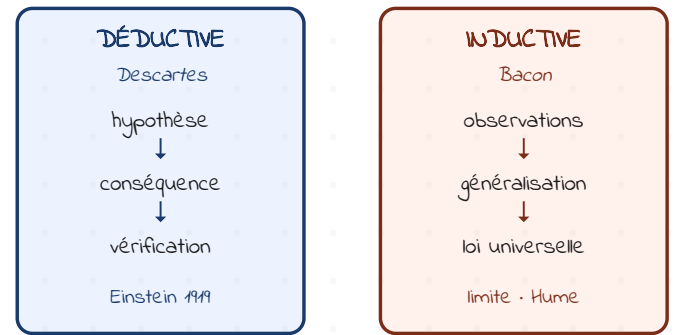 DÉDUCTIVE
Descartes
hypothèse
↓
conséquence
↓
vérification
Einstein 1919
INDUCTIVE
Bacon
observations
↓
généralisation
↓
loi universelle
limite · Hume